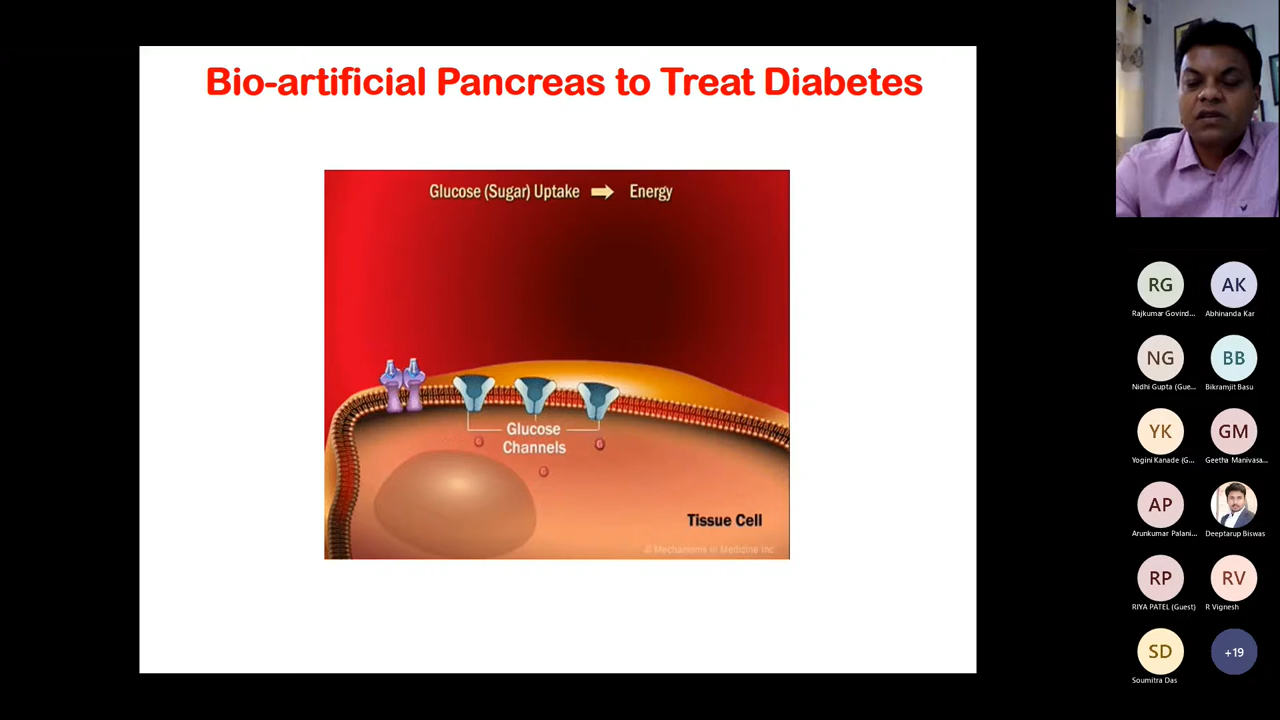 Bio-artificial Pancreas to Treat Diabetes
Glucose (Sugar) Uptake ➡ Energy
Glucose
Channels
G
G
G
Tissue Cell
© Mechanisms in Medicine Inc
RG
AK
Rajkumar Govind...
Abhinanda Kar
NG
BB
Nidhi Gupta (Gue...
Bikramjit Basu
YK
GM
Yogini Kanade (G...
Geetha Manivasa...
AP
Arunkumar Palani...
Deeptarup Biswas
RP
RV
RIYA PATEL (Guest)
R Vignesh
SD
+19
Soumitra Das